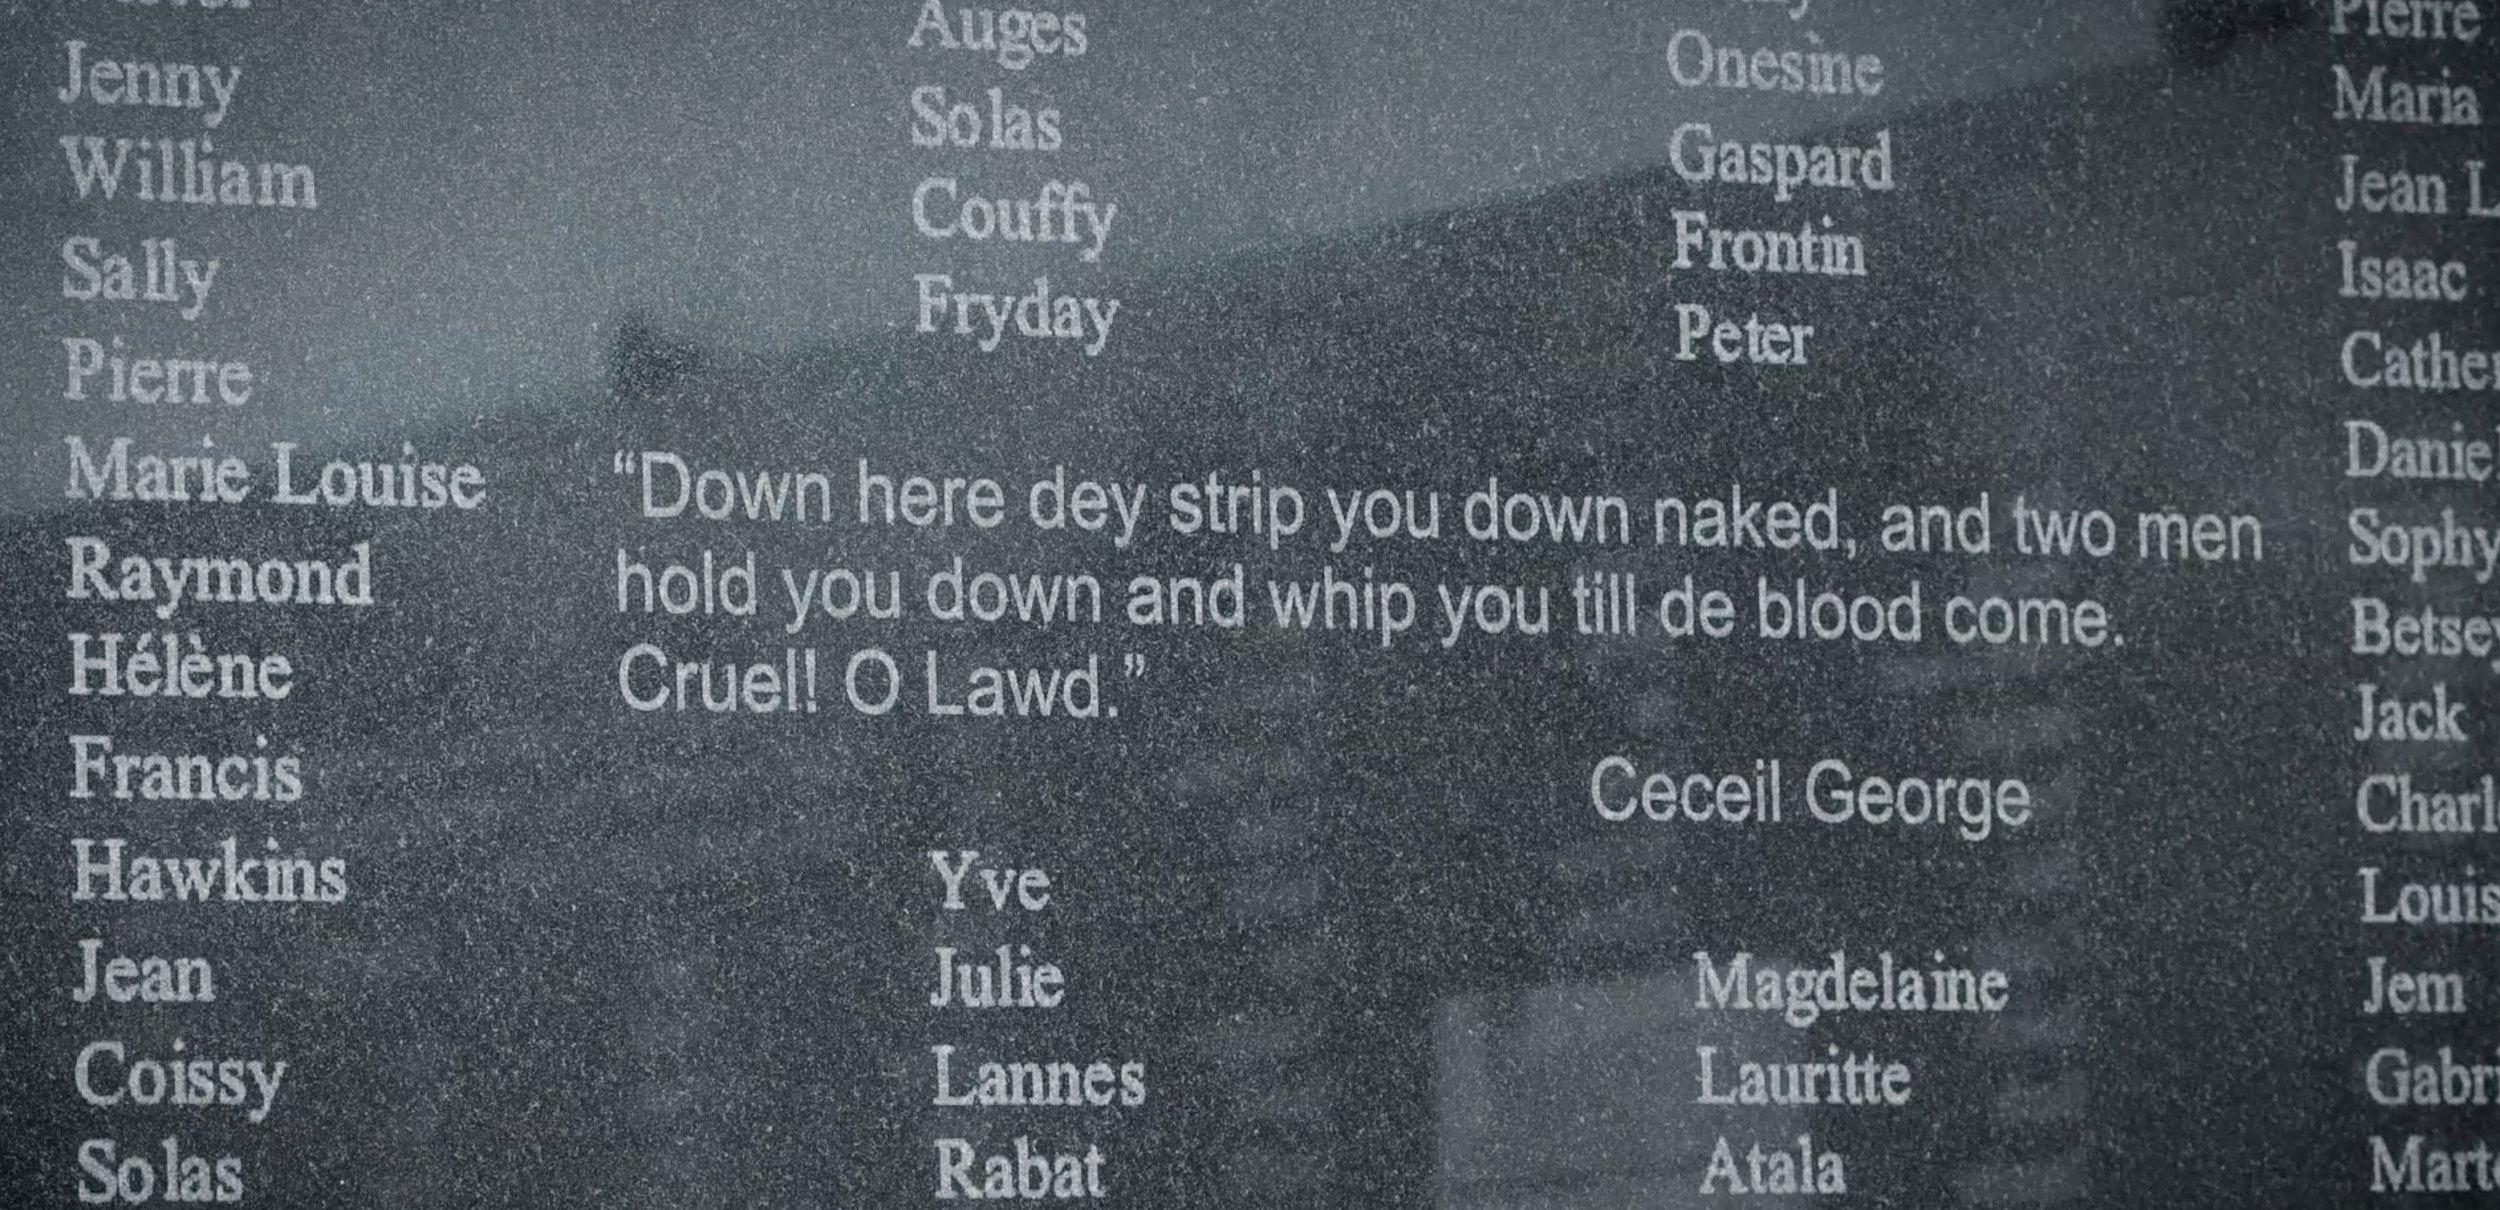 Jenny
William
Sally
Pierre
Marie Louise
Raymond
Hélène
Francis
Hawkins
Jean
Coissy
Solas
Auges
Solas
Couffy
Fryday
Onesine
Gaspard
Frontin
Peter
“Down here dey strip you down naked, and two men
hold you down and whip you till de blood come.
Cruel! O Lawd.”
Ceceil George
Yve
Julie
Lannes
Rabat
Magdelaine
Lauritte
Atala
Pierre
Maria
Jean
Isaac
Sophy
Jack
Jem